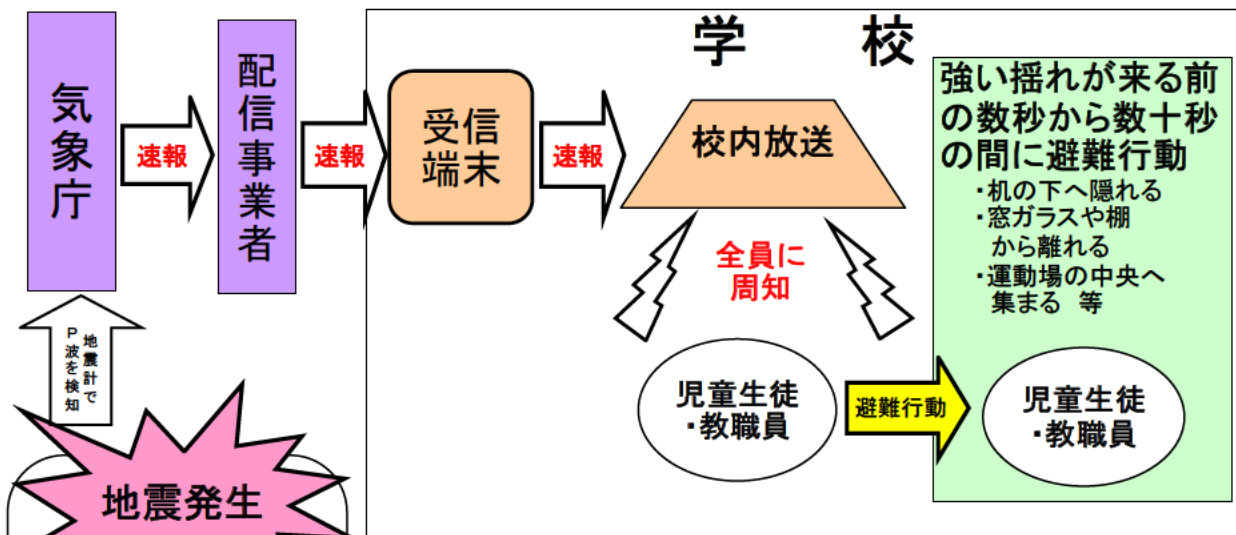 学　校
気象庁
速報
配信事業者
速報
受信
端末
速報
校内放送
全員に
周知
児童生徒
・教職員
避難行動
強い揺れが来る前
の数秒から数十秒
の間に避難行動
・机の下へ隠れる
・窓ガラスや棚
から離れる
・運動場の中央へ
集まる　等
児童生徒
・教職員
地震計で
P波を検知
地震発生